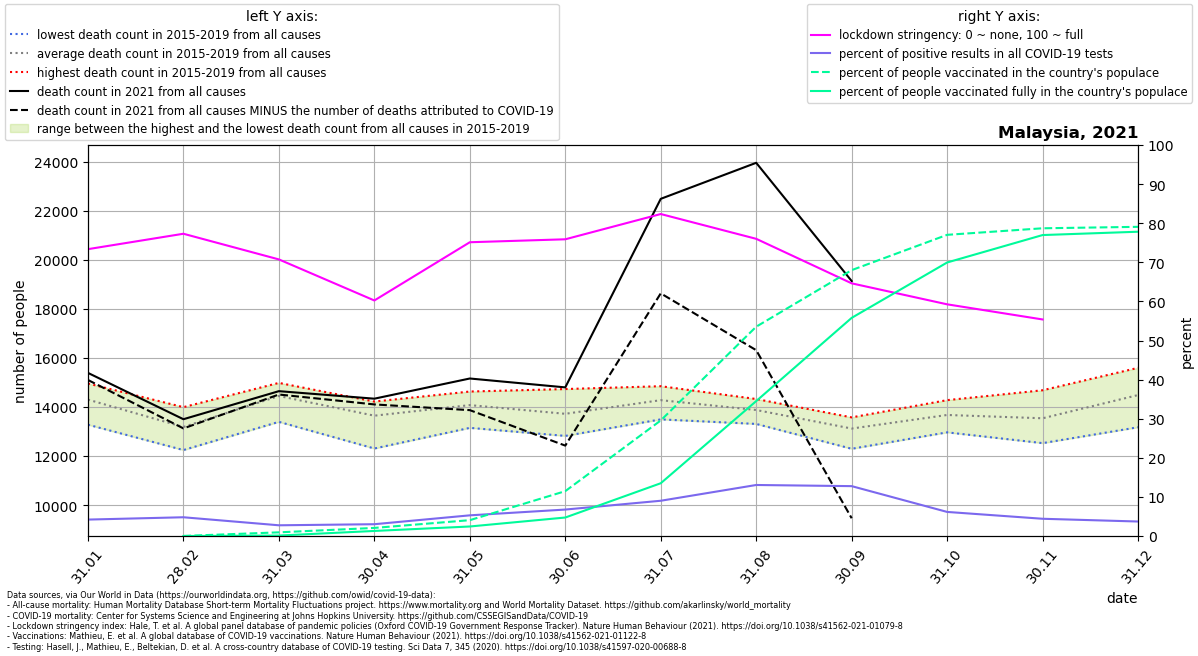 left Y axis:
lowest death count in 2015-2019 from all causes
average death count in 2015-2019 from all causes
highest death count in 2015-2019 from all causes
death count in 2021 from all causes
death count in 2021 from all causes MINUS the number of deaths attributed to COVID-19
range between the highest and the lowest death count from all causes in 2015-2019
right Y axis:
lockdown stringency: 0 ~ none, 100 ~ full
percent of positive results in all COVID-19 tests
percent of people vaccinated in the country's populace
percent of people vaccinated fully in the country's populace
Malaysia, 2021
number of people
24000
22000
20000
18000
16000
14000
12000
10000
100
90
80
70
60
50
40
30
20
10
0
percent
31.01
28.02
31.03
30.04
31.05
30.06
31.07
31.08
30.09
31.10
30.11
31.12
date
Data sources, via Our World in Data (https://ourworldindata.org, https://github.com/owid/covid-19-data):
- All-cause mortality: Human Mortality Database Short-term Mortality Fluctuations project. https://www.mortality.org and World Mortality Dataset. https://github.com/akarlinsky/world_mortality
- COVID-19 mortality: Center for Systems Science and Engineering at Johns Hopkins University. https://github.com/CSSEGISandData/COVID-19
- Lockdown stringency index: Hale, T. et al. A global panel database of pandemic policies (Oxford COVID-19 Government Response Tracker). Nature Human Behaviour (2021). https://doi.org/10.1038/s41562-021-01079-8
- Vaccinations: Mathieu, E. et al. A global database of COVID-19 vaccinations. Nature Human Behaviour (2021). https://doi.org/10.1038/s41562-021-01122-8
- Testing: Hasell, J., Mathieu, E., Beltekian, D. et al. A cross-country database of COVID-19 testing. Sci Data 7, 345 (2020). https://doi.org/10.1038/s41597-020-00688-8